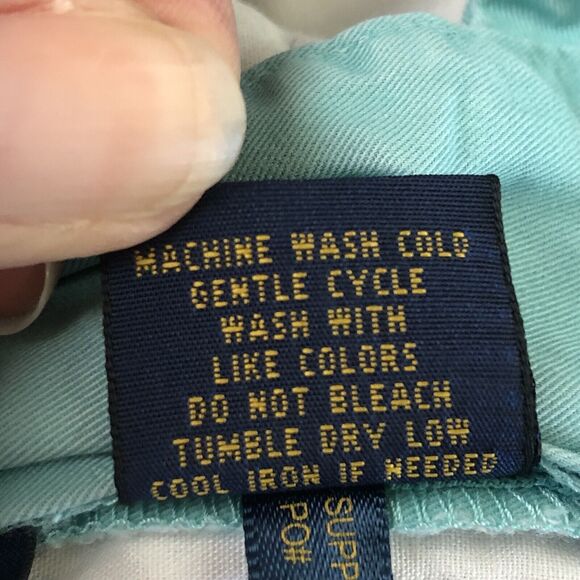 MACHINE WASH COLD
GENTLE CYCLE
WASH WITH
LIKE COLORS
DO NOT BLEACH
TUMBLE DRY LOW
COOL IRON IF NEEDED
SUPP
PO#